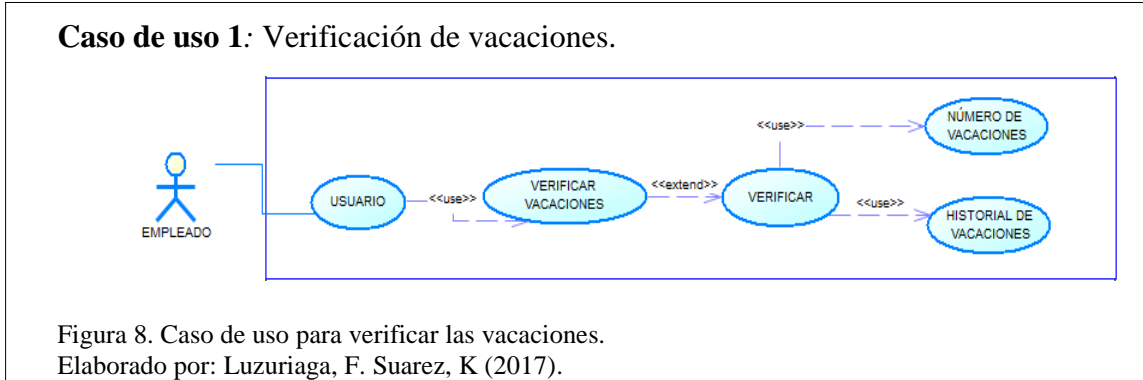 Caso de uso 1: Verificación de vacaciones.
EMPLEADO
USUARIO
<<use>>
VERIFICAR
VACACIONES
<<extend>>
VERIFICAR
<<use>>
NÚMERO DE
VACACIONES
<<use>>
HISTORIAL DE
VACACIONES
Figura 8. Caso de uso para verificar las vacaciones.
Elaborado por: Luzuriaga, F. Suarez, K (2017).